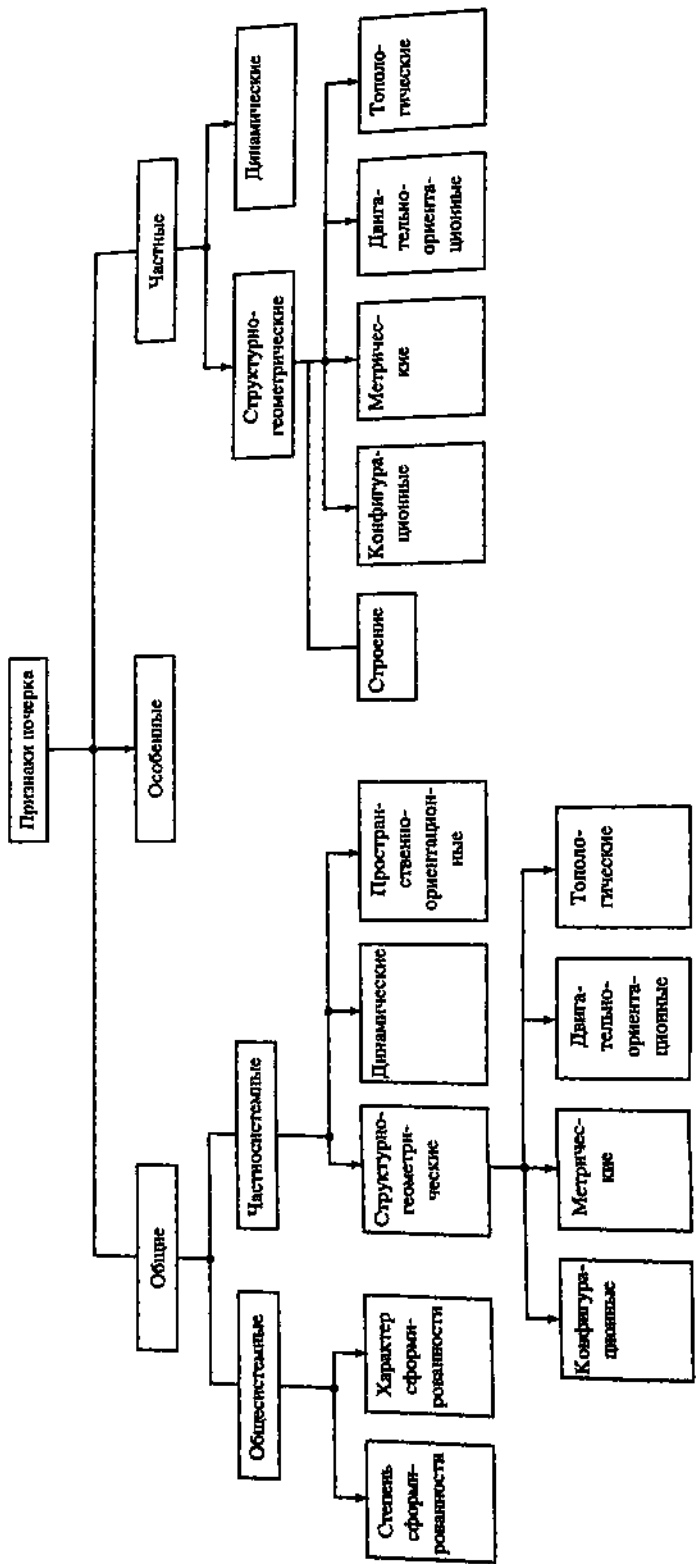 Признаки почерка
Общие
Особенные
Частные
Общесистемные
Частносистемные
Структурно-
геометрические
Динамические
Степень
сформи-
рованности
Характер
сформи-
рованности
Структурно-
геометри-
ческие
Динамические
Простран-
ственно-
ориентацион-
ные
Строение
Конфигура-
ционные
Метричес-
кие
Двига-
тельно-
ориента-
ционные
Тополо-
гические
Конфигура-
ционные
Метричес-
кие
Двига-
тельно-
ориента-
ционные
Тополо-
гические